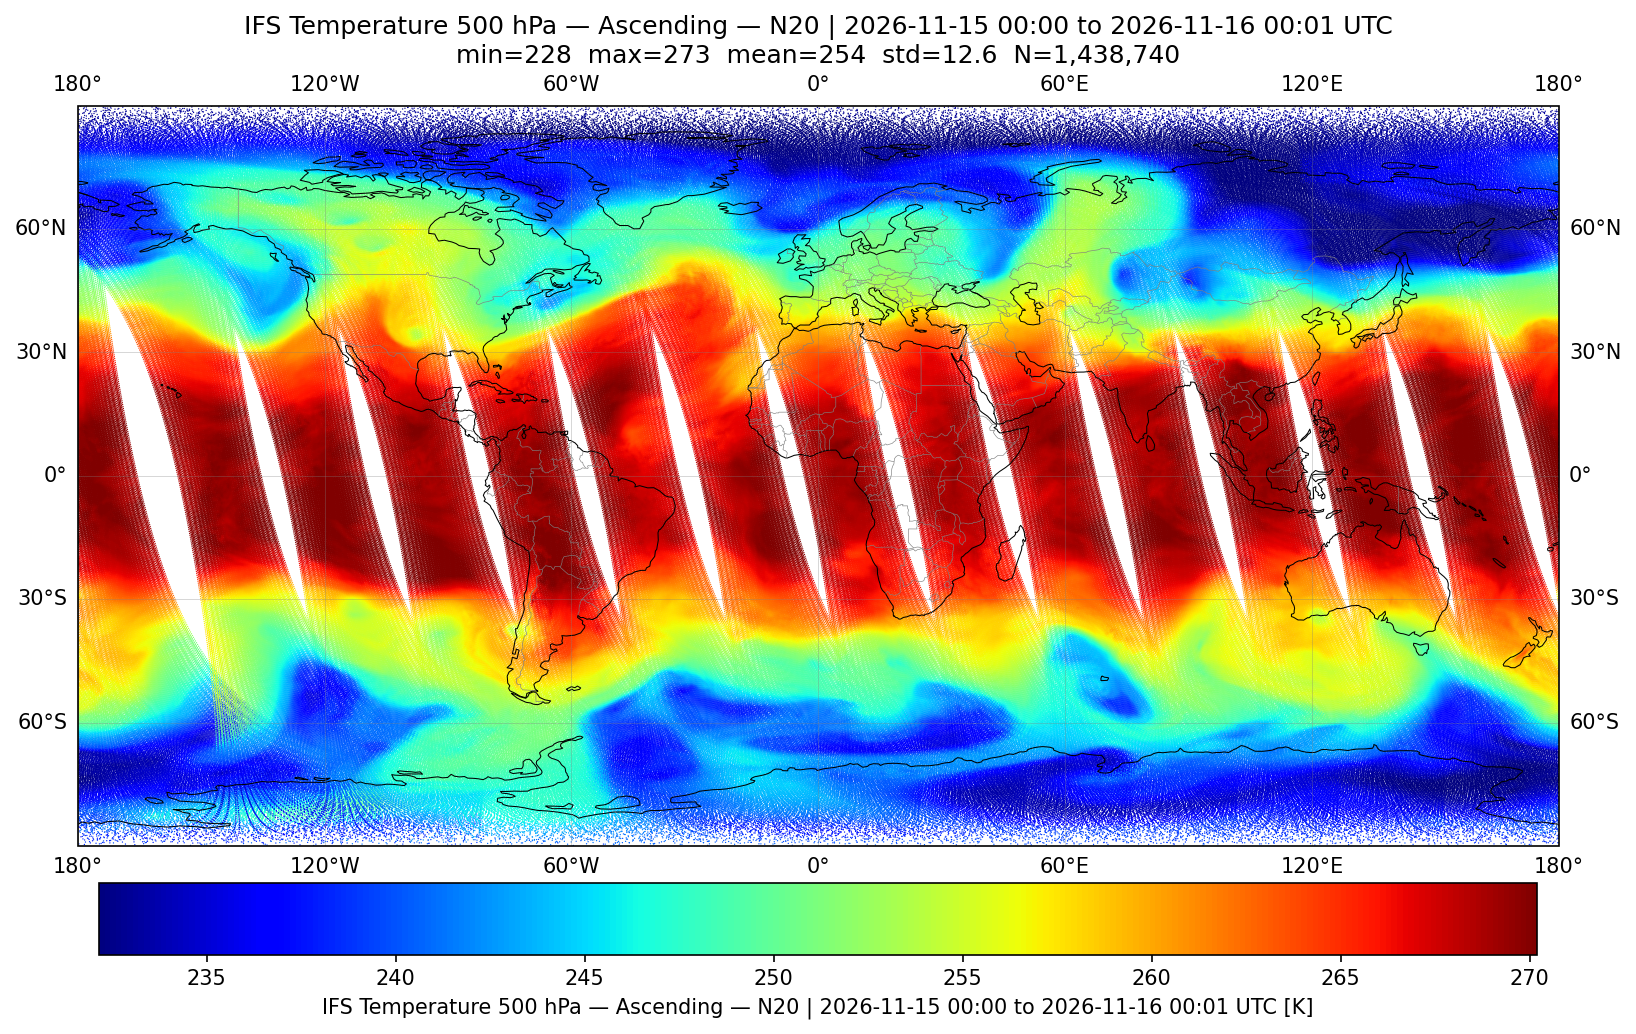 IFS Temperature 500 hPa — Ascending — N20 | 2026-11-15 00:00 to 2026-11-16 00:01 UTC
min=228 max=273 mean=254 std=12.6 N=1,438,740
180° 120°W 60°W 0° 60°E 120°E 180°
60°N 60°N
30°N 30°N
0° 0°
30°S 30°S
60°S 60°S
180° 120°W 60°W 0° 60°E 120°E 180°
235 240 245 250 255 260 265 270
IFS Temperature 500 hPa — Ascending — N20 | 2026-11-15 00:00 to 2026-11-16 00:01 UTC [K]